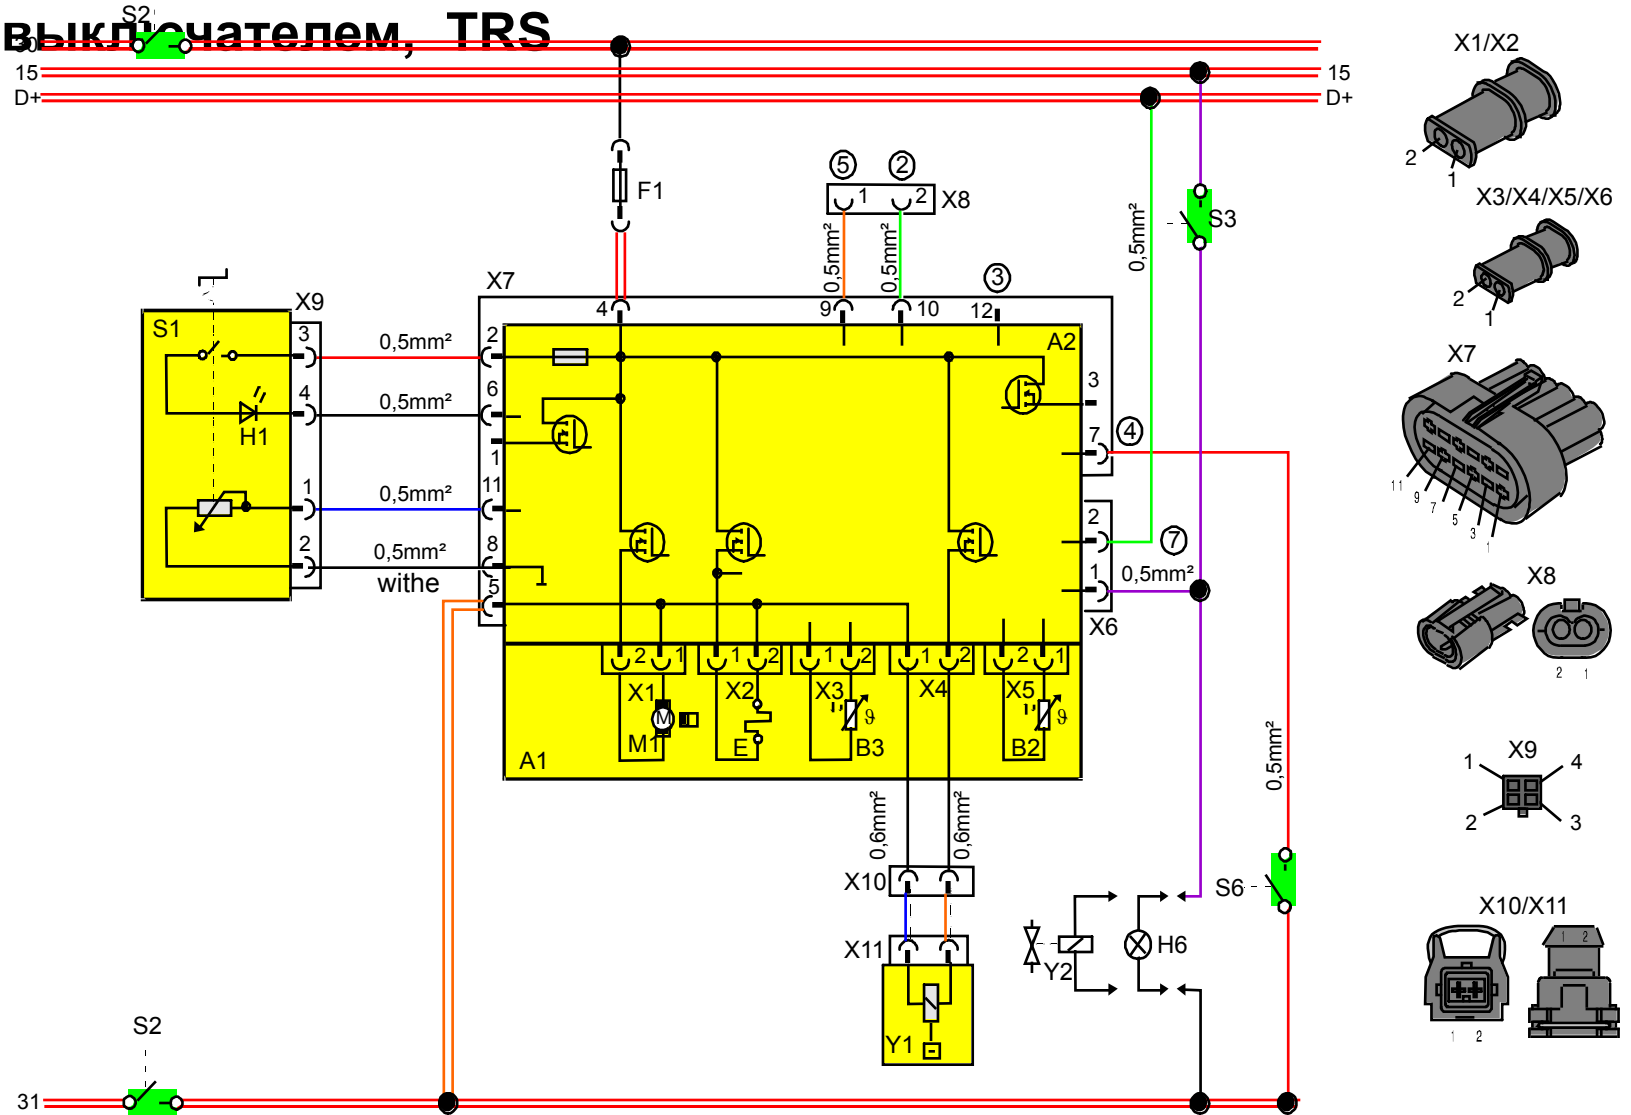 S2
выключателем, TRS
30
15 15
D+ D+
X1/X2
2
1
F1
5 2
1 2 X8
0,5mm²
0,5mm²
0,5mm²
S3
X3/X4/X5/X6
2
1
3
X7
4 9 10 12
S1
X9
3
0,5mm²
2
A2
X7
4
H1
0,5mm²
6
3
1
7 4
11 9 7 5 3 1
1
0,5mm²
11
2
2
0,5mm²
withe
8
5
7
1
0,5mm²
X6
X8
2 1
2 1 1 2 1 2 1 2 2 1
X1 X2 X3 X4 X5
M
M1 E ϑ B3 ϑ B2
A1
0,5mm²
X9
1 4
2 3
0,6mm²
0,6mm²
X10
S6
X10/X11
1 2
X11
Y2
H6
Y1
1 2
S2
31